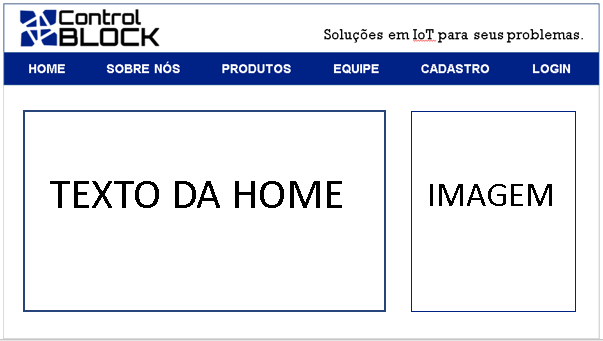 Control
BLOCK
Soluções em IoT para seus problemas.
HOME SOBRE NÓS PRODUTOS EQUIPE CADASTRO LOGIN
TEXTO DA HOME
IMAGEM